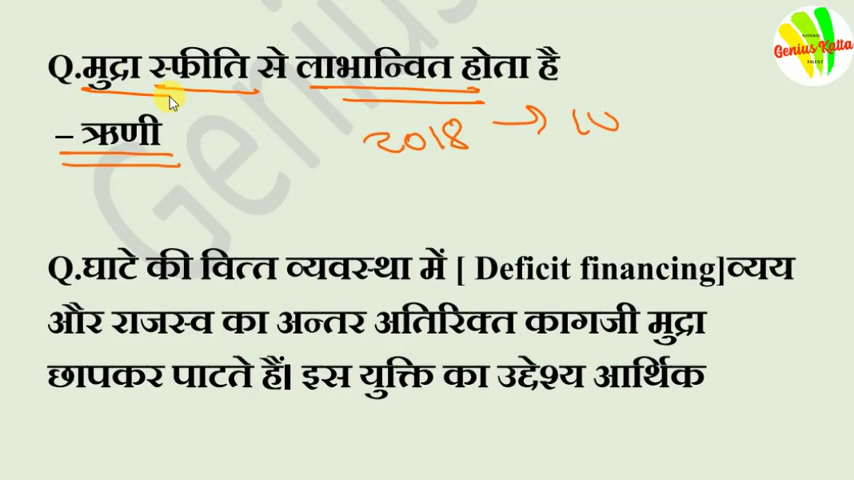 Genius Katta
Q.मुद्रा स्फीति से लाभान्वित होता है
– ऋणी
2018 →
Q.घाटे की वित्त व्यवस्था में [ Deficit financing]व्यय
और राजस्व का अन्तर अतिरिक्त कागजी मुद्रा
छापकर पाटते हैं। इस युक्ति का उद्देश्य आर्थिक